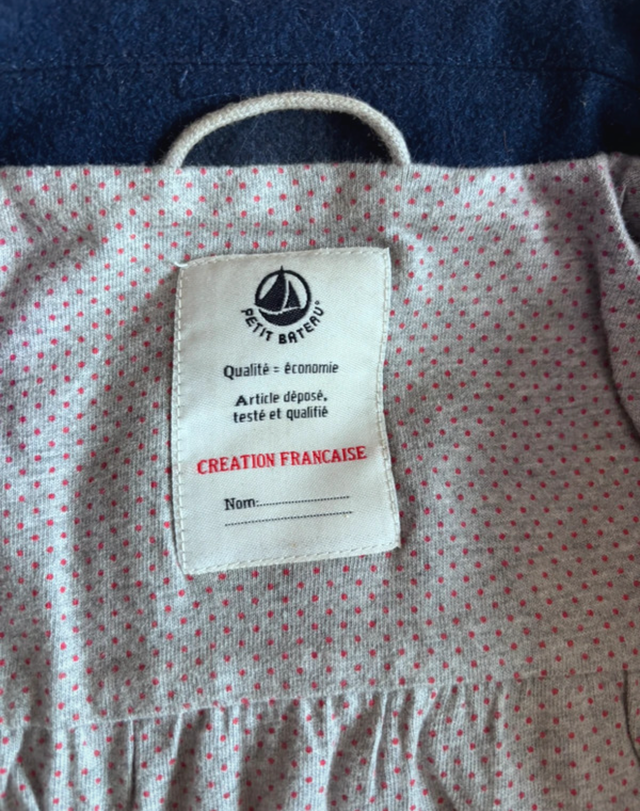 PETIT BATEAU®
Qualité = économie
Article déposé,
testé et qualifié
CREATION FRANCAISE
Nom: